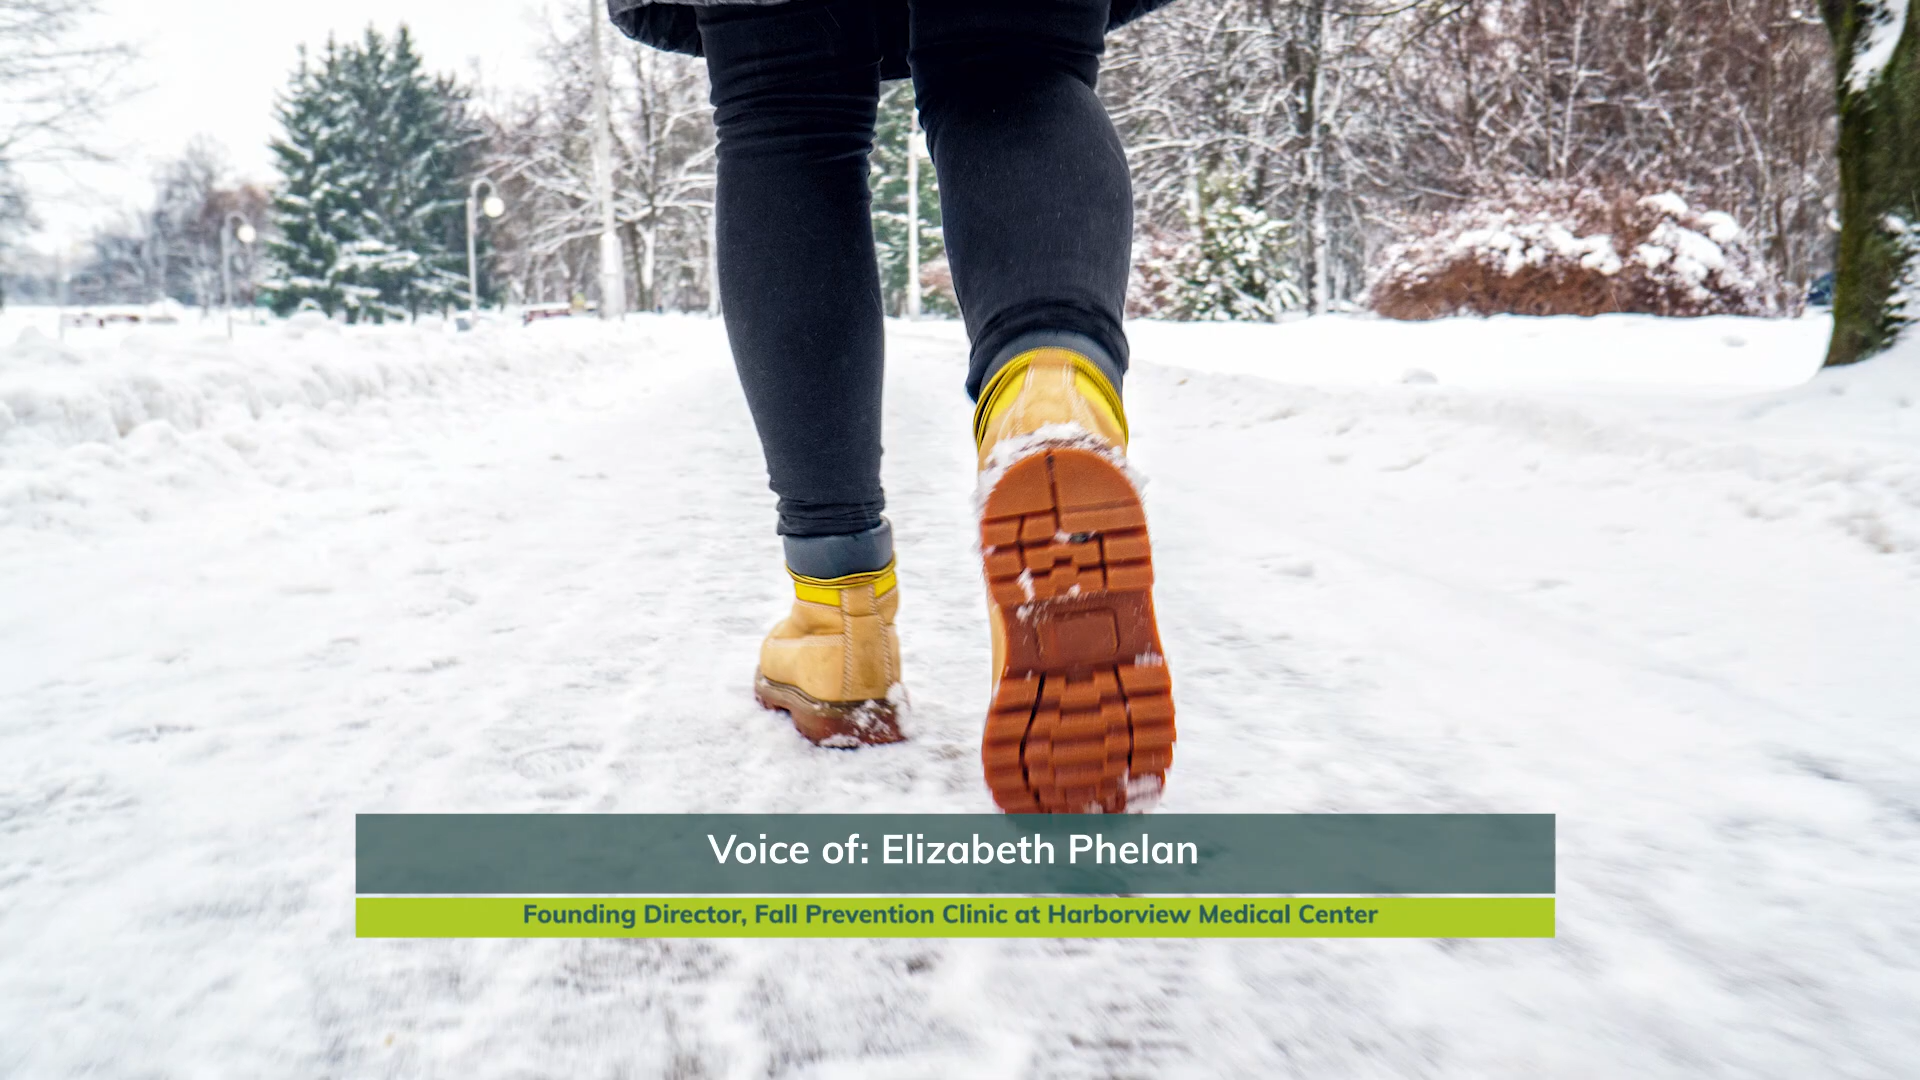 Voice of: Elizabeth Phelan
Founding Director, Fall Prevention Clinic at Harborview Medical Center